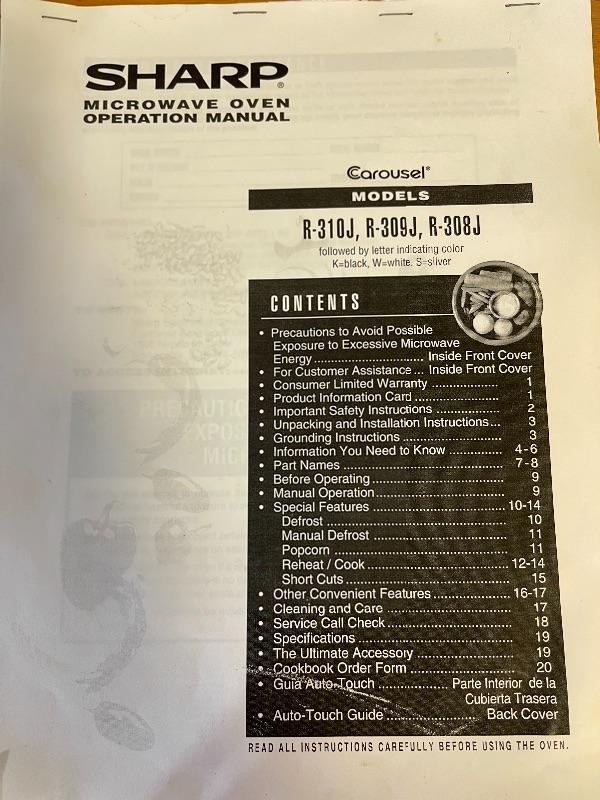 SHARP®
MICROWAVE OVEN
OPERATION MANUAL
Carousel®
MODELS
R-310J, R-309J, R-308J
followed by letter indicating color
K=black, W=white, S=silver
CONTENTS
• Precautions to Avoid Possible
Exposure to Excessive Microwave
Energy .............................. Inside Front Cover
• For Customer Assistance ... Inside Front Cover
• Consumer Limited Warranty .................. 1
• Product Information Card ....................... 1
• Important Safety Instructions ................. 2
• Unpacking and Installation Instructions... 3
• Grounding Instructions ........................... 3
• Information You Need to Know ............... 4-6
• Part Names ............................................ 7-8
• Before Operating .................................... 9
• Manual Operation ................................... 9
• Special Features ..................................... 10-14
Defrost ................................................ 10
Manual Defrost ................................... 11
Popcorn .............................................. 11
Reheat / Cook ..................................... 12-14
Short Cuts ........................................... 15
• Other Convenient Features ..................... 16-17
• Cleaning and Care .................................. 17
• Service Call Check .................................. 18
• Specifications .......................................... 19
• The Ultimate Accessory .......................... 19
• Cookbook Order Form ............................ 20
• Guia Auto-Touch ................... Parte Interior de la
Cubierta Trasera
• Auto-Touch Guide ........................ Back Cover
READ ALL INSTRUCTIONS CAREFULLY BEFORE USING THE OVEN.